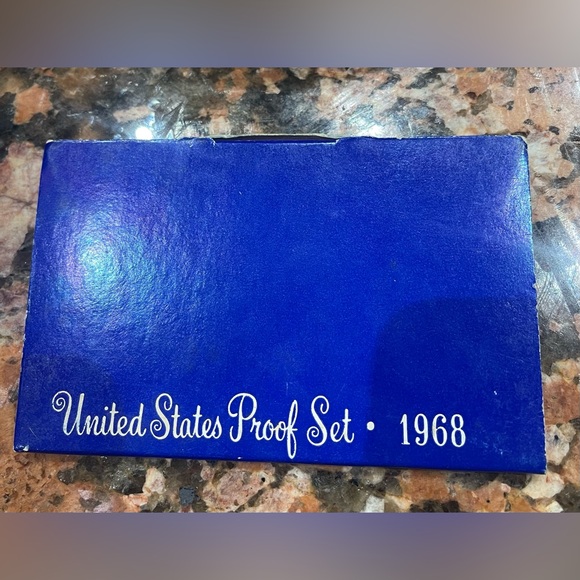 United States Proof Set • 1968